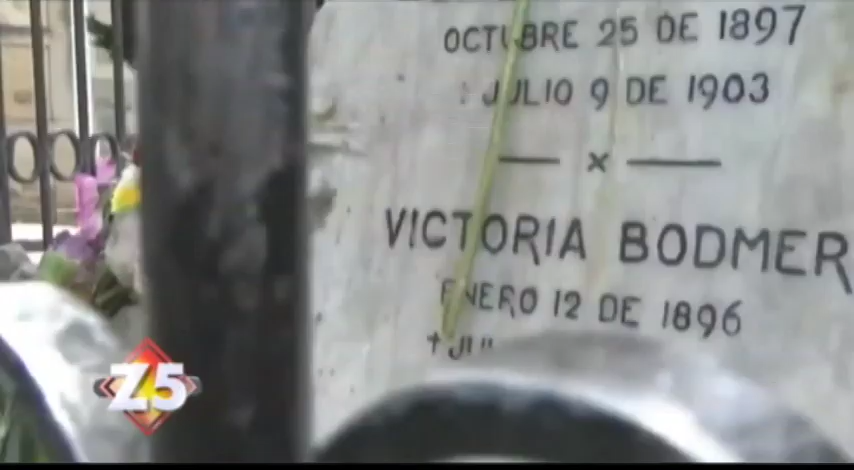 OCTUBRE 25 DE 1897
JULIO 9 DE 1903
x
VICTORIA BODMER
ENERO 12 DE 1896
†
Z5